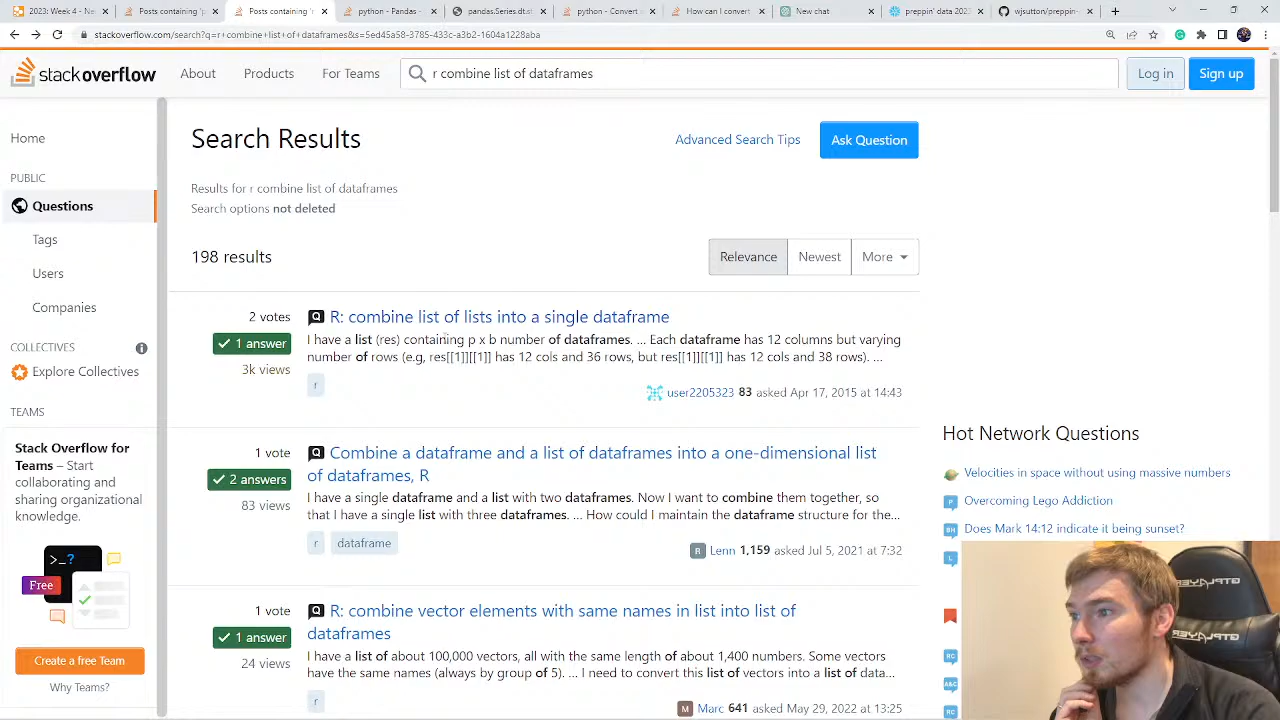 2023: Week 4 - Ne
Posts containing 'p
Posts containing '
python - Pandas -
pandas.Series.dt.d
python - Convert s
How can I convert
New chat
preppin' data 2023
wjsutton/preppin-
stackoverflow.com/search?q=r+combine+list+of+dataframes&s=5ed45a58-3785-433d-a3b2-1604a1228aba
stackoverflow
About
Products
For Teams
r combine list of dataframes
Log in
Sign up
Home
PUBLIC
Questions
Tags
Users
Companies
COLLECTIVES
Explore Collectives
TEAMS
Stack Overflow for
Teams – Start
collaborating and
sharing organizational
knowledge.
>_?
Free
Create a free Team
Why Teams?
Search Results
Advanced Search Tips
Ask Question
Results for r combine list of dataframes
Search options not deleted
198 results
Relevance
Newest
More
2 votes
1 answer
3k views
R: combine list of lists into a single dataframe
I have a list (res) containing p x b number of dataframes. ... Each dataframe has 12 columns but varying
number of rows (e.g, res[[1]][[1]] has 12 cols and 36 rows, but res[[1]][[1]] has 12 cols and 38 rows). ...
r
user2205323 83 asked Apr 17, 2015 at 14:43
1 vote
2 answers
83 views
Combine a dataframe and a list of dataframes into a one-dimensional list
of dataframes, R
I have a single dataframe and a list with two dataframes. Now I want to combine them together, so
that I have a single list with three dataframes. ... How could I maintain the dataframe structure for the...
r
dataframe
Lenn 1,159 asked Jul 5, 2021 at 7:32
1 vote
1 answer
24 views
R: combine vector elements with same names in list into list of
dataframes
I have a list of about 100,000 vectors, all with the same length of about 1,400 numbers. Some vectors
have the same names (always by group of 5). ... I need to convert this list of vectors into a list of data...
r
Marc 641 asked May 29, 2022 at 13:25
Hot Network Questions
Velocities in space without using massive numbers
Overcoming Lego Addiction
Does Mark 14:12 indicate it being sunset?
GTPLAYER